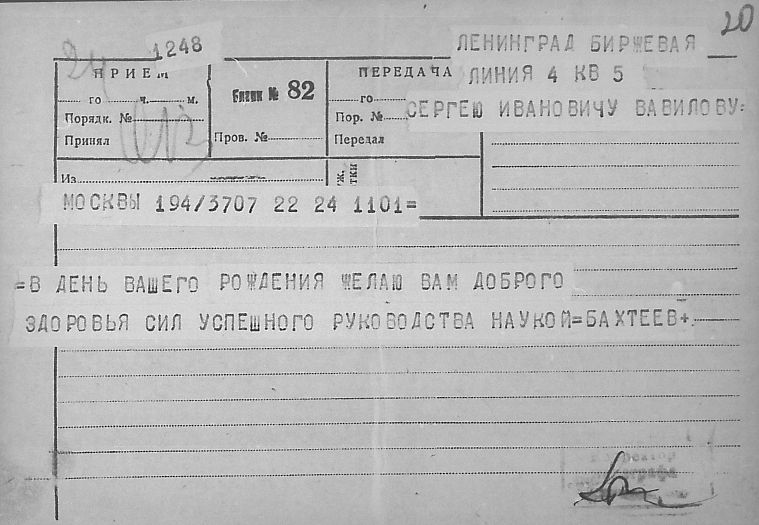 20
1248
ЛЕНИНГРАД БИРЖЕВАЯ
ПРИЕМ
ПЕРЕДАЧА
ЛИНИЯ 4 КВ 5
го ч. м.
Бланк № 82
го
СЕРГЕЮ ИВАНОВИЧУ ВАВИЛОВУ=
Порядк. №
Пор. №
Принял
Пров. №
Передал
Из
МОСКВЫ 194/3707 22 24 1101=
=В ДЕНЬ ВАШЕГО РОЖДЕНИЯ ЖЕЛАЮ ВАМ ДОБРОГО
ЗДОРОВЬЯ СИЛ УСПЕШНОГО РУКОВОДСТВА НАУКОЙ=БАХТЕЕВ+